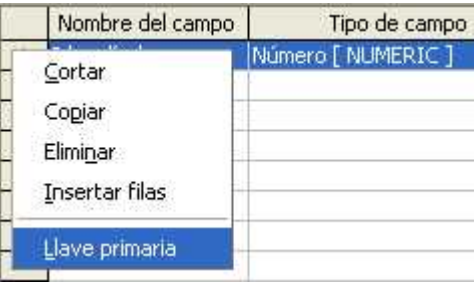 Nombre del campo Tipo de campo
Número [ NUMERIC ]
Cortar
Copiar
Eliminar
Insertar filas
Llave primaria